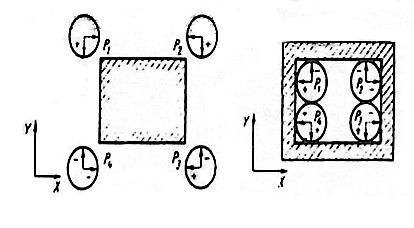 + P₁
P₂ +
Y
- P₄
-
P₃ -
+
X
- P₁
+
P₂ -
-
Y
+ P₄
+
P₃ -
+
X